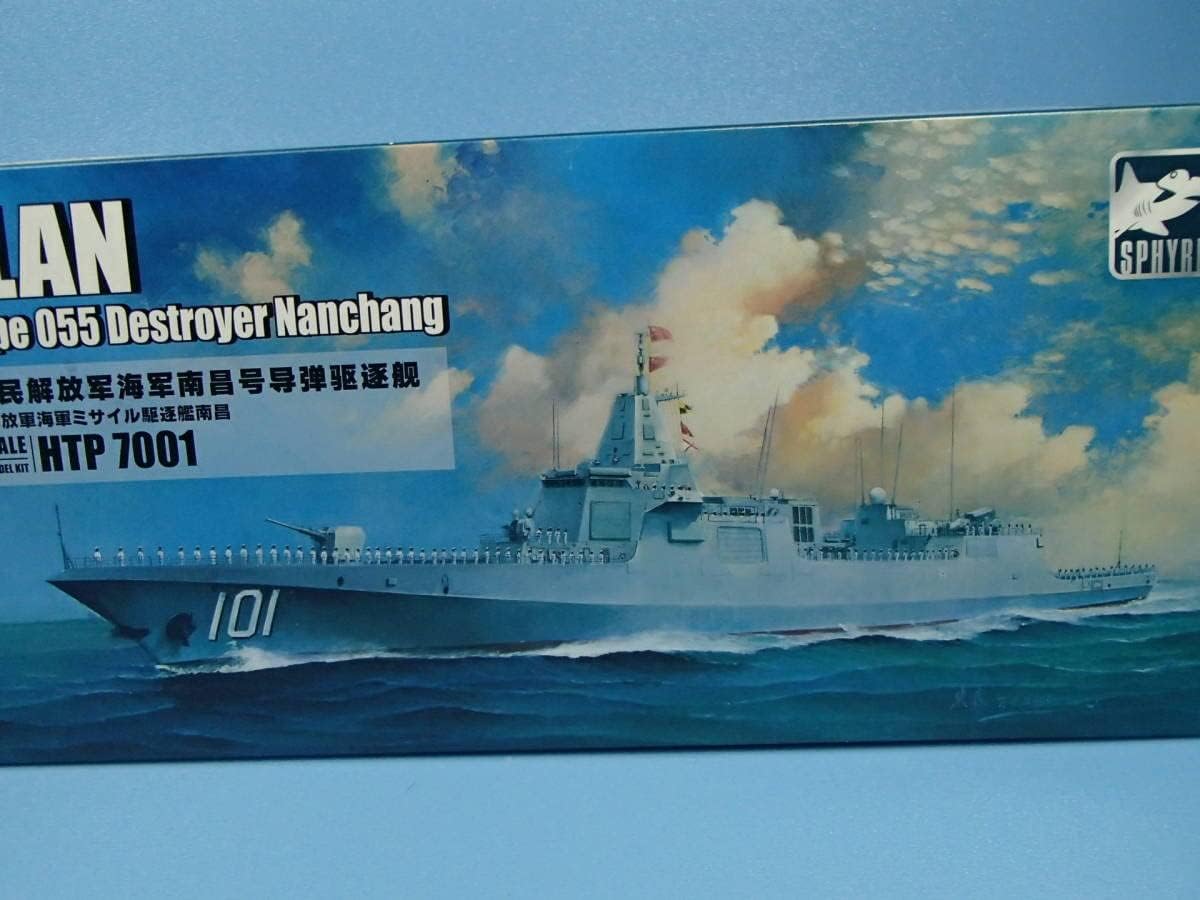 LAN
pe 055 Destroyer Nanchang
民解放军海军南昌号导弹驱逐舰
放軍海軍ミサイル駆逐艦南昌
ALE
DEL KIT
HTP 7001
101
SPHYR